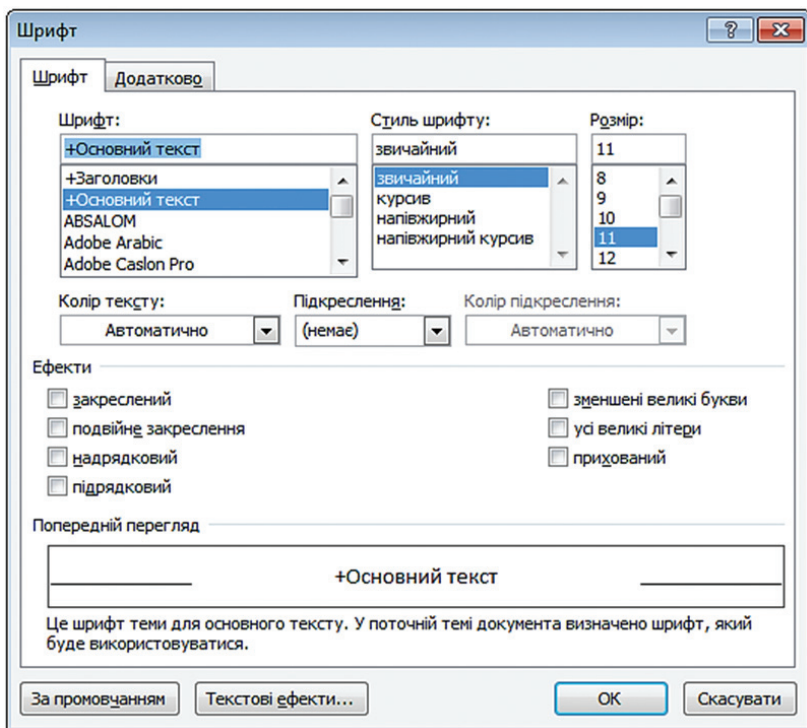 Шрифт
Шрифт Додатково
Шрифт: Стиль шрифту: Розмір:
+Основний текст звичайний 11
+Заголовки звичайний 8
+Основний текст курсив 9
ABSALOM напівжирний 10
Adobe Arabic напівжирний курсив 11
Adobe Caslon Pro 12
Колір тексту: Підкреслення: Колір підкреслення:
Автоматично (немає) Автоматично
Ефекти
закреслений зменшені великі букви
подвійне закреслення усі великі літери
надрядковий прихований
підрядковий
Попередній перегляд
+Основний текст
Це шрифт теми для основного тексту. У поточній темі документа визначено шрифт, який
буде використовуватися.
За промовчанням Текстові ефекти... ОК Скасувати